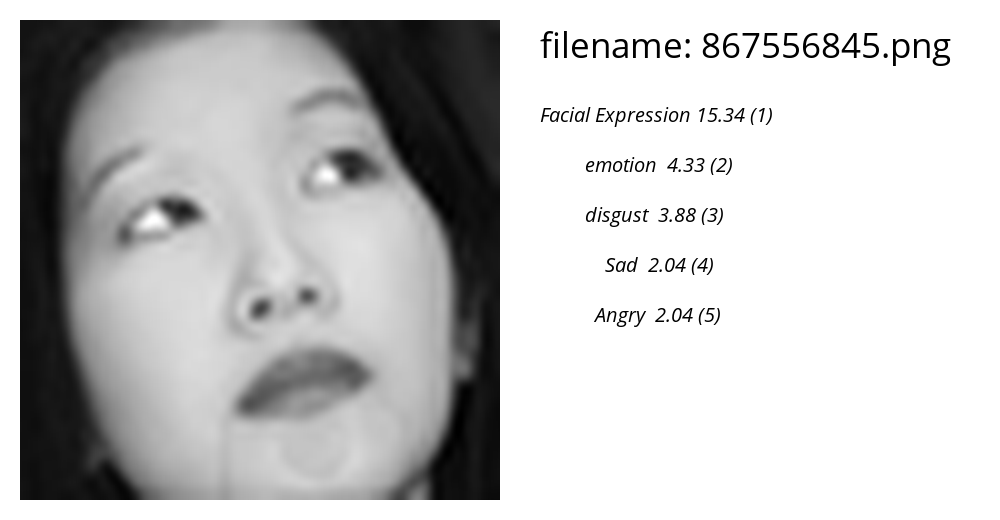 filename: 867556845.png
Facial Expression 15.34 (1)
emotion 4.33 (2)
disgust 3.88 (3)
Sad 2.04 (4)
Angry 2.04 (5)